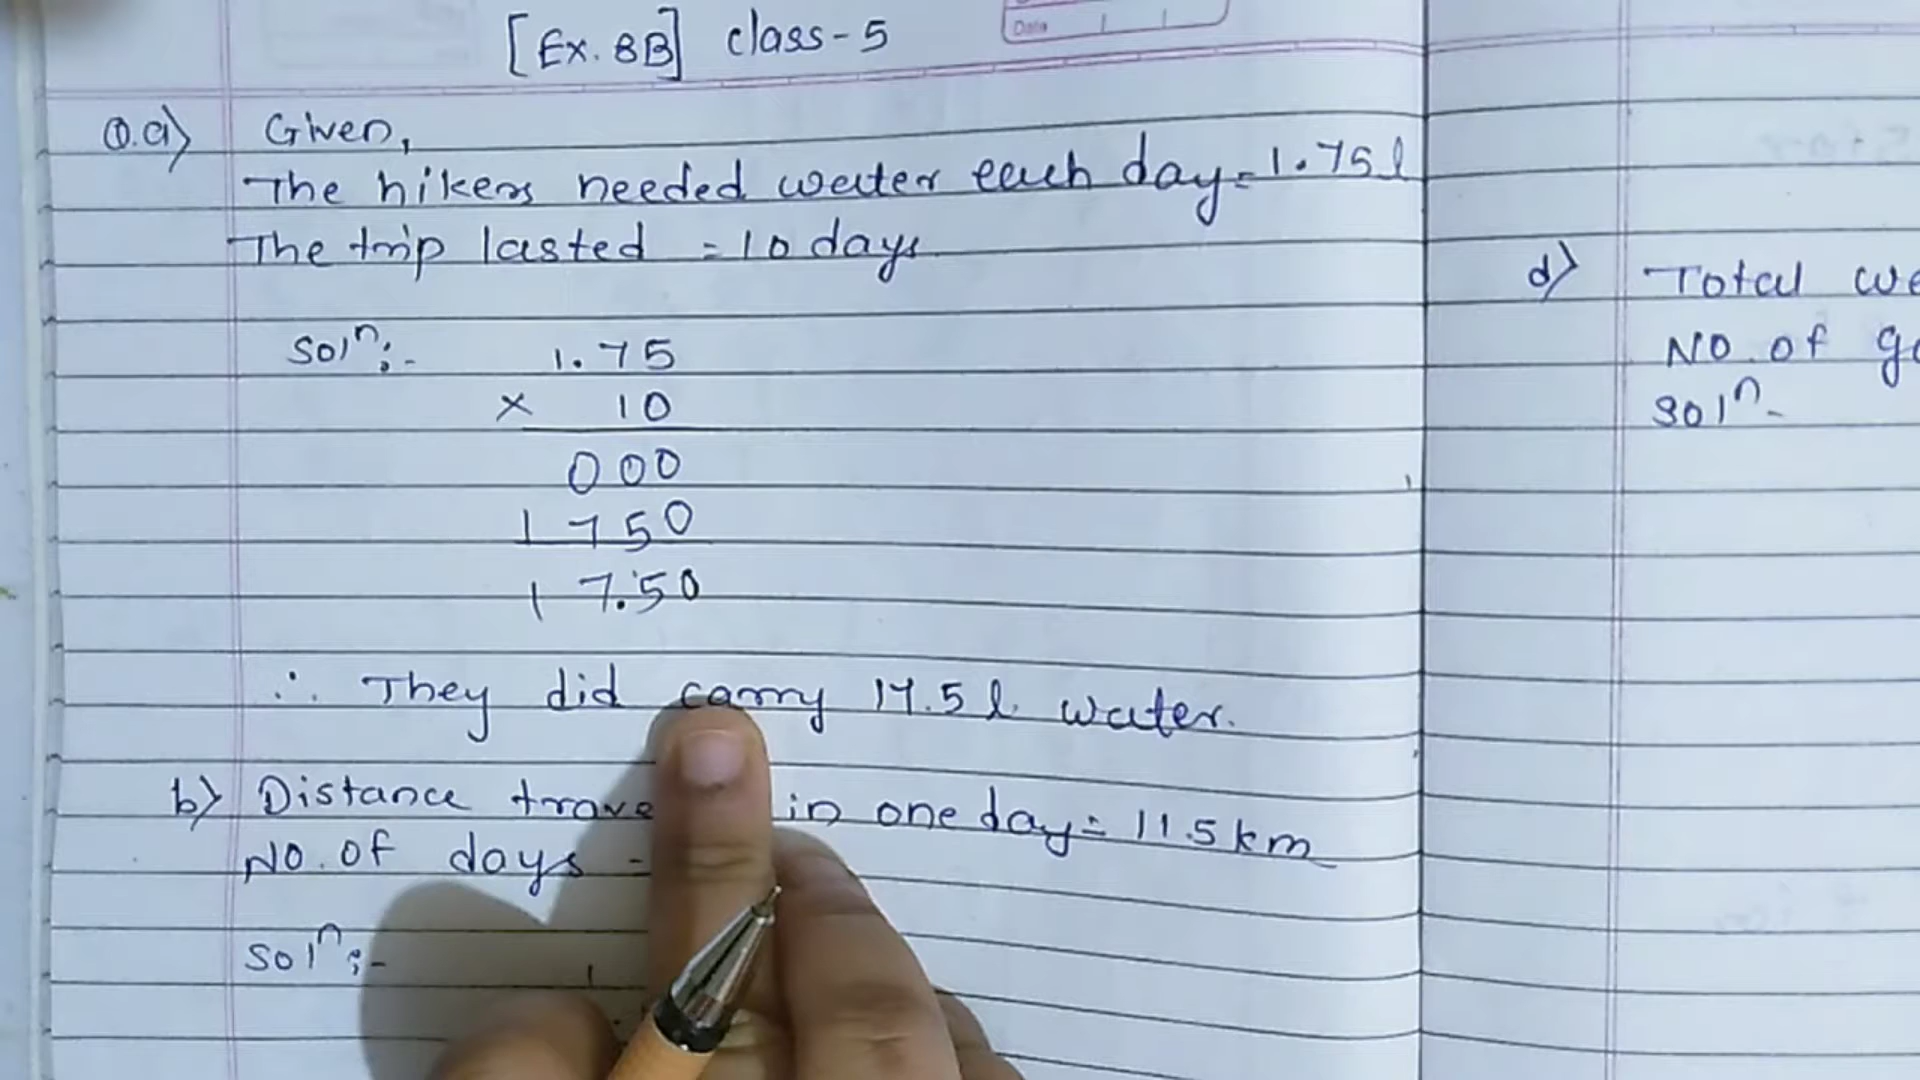 [Ex. 8B] class-5
Data
Q.a) Given,
The hikers needed water each day = 1.75 l
The trip lasted = 10 days
Solⁿ:- 1.75
× 10
000
1750
17.50
∴ They did carry 17.5 l water.
b) Distance in one day = 11.5 km
No. of days =
Solⁿ:-
d) Total
No. of
Solⁿ-